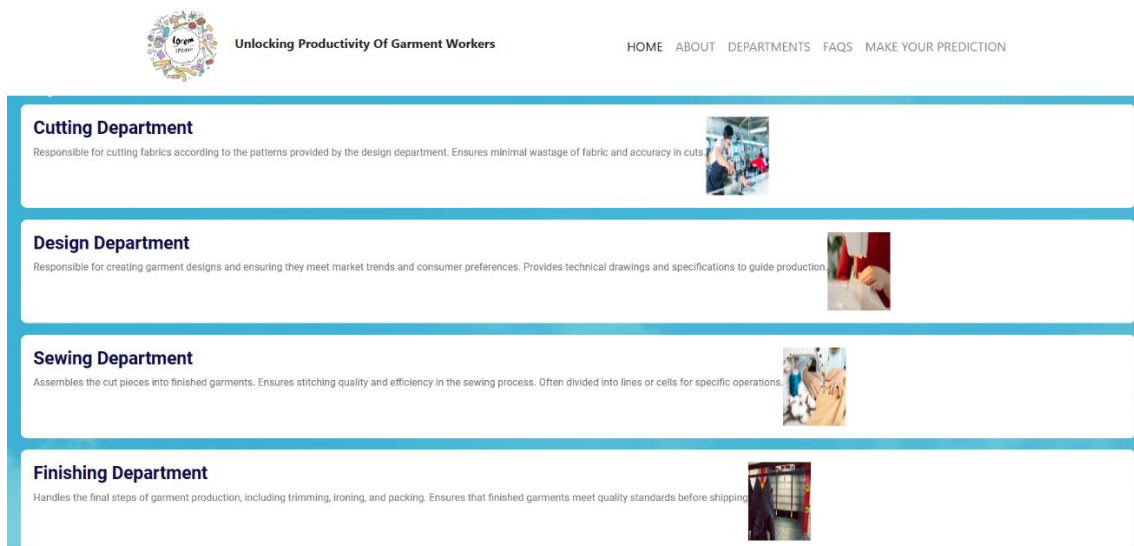 Lorem
IPSUM
Unlocking Productivity Of Garment Workers
HOME ABOUT DEPARTMENTS FAQS MAKE YOUR PREDICTION
Cutting Department
Responsible for cutting fabrics according to the patterns provided by the design department. Ensures minimal wastage of fabric and accuracy in cuts.
Design Department
Responsible for creating garment designs and ensuring they meet market trends and consumer preferences. Provides technical drawings and specifications to guide production.
Sewing Department
Assembles the cut pieces into finished garments. Ensures stitching quality and efficiency in the sewing process. Often divided into lines or cells for specific operations.
Finishing Department
Handles the final steps of garment production, including trimming, ironing, and packing. Ensures that finished garments meet quality standards before shipping